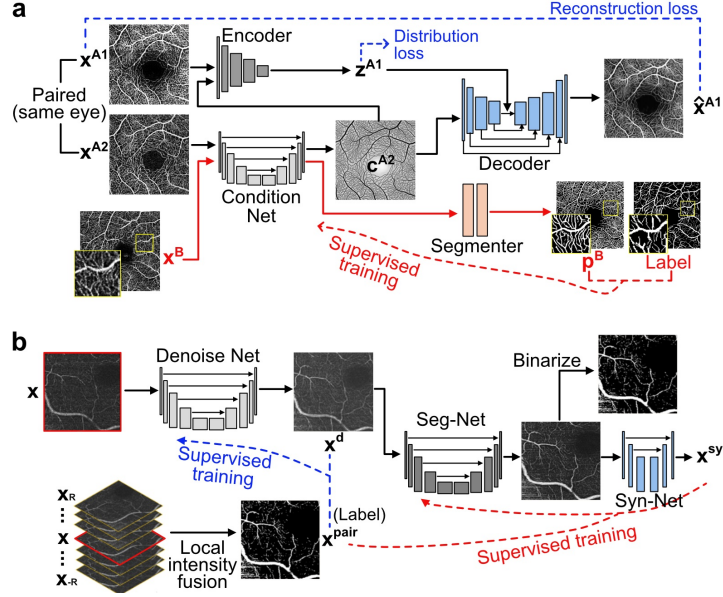 a
Reconstruction loss
Encoder
Distribution
loss
x^A1
z^A1
Paired
(same eye)
x̂^A1
x^A2
c^A2
Decoder
Condition
Net
x^B
Segmenter
Supervised
training
p^B
Label
b
Denoise Net
Binarize
x
Seg-Net
x^d
x^sy
Supervised
training
Syn-Net
x_R
(Label)
x^pair
x
Local
intensity
fusion
Supervised training
x_-R